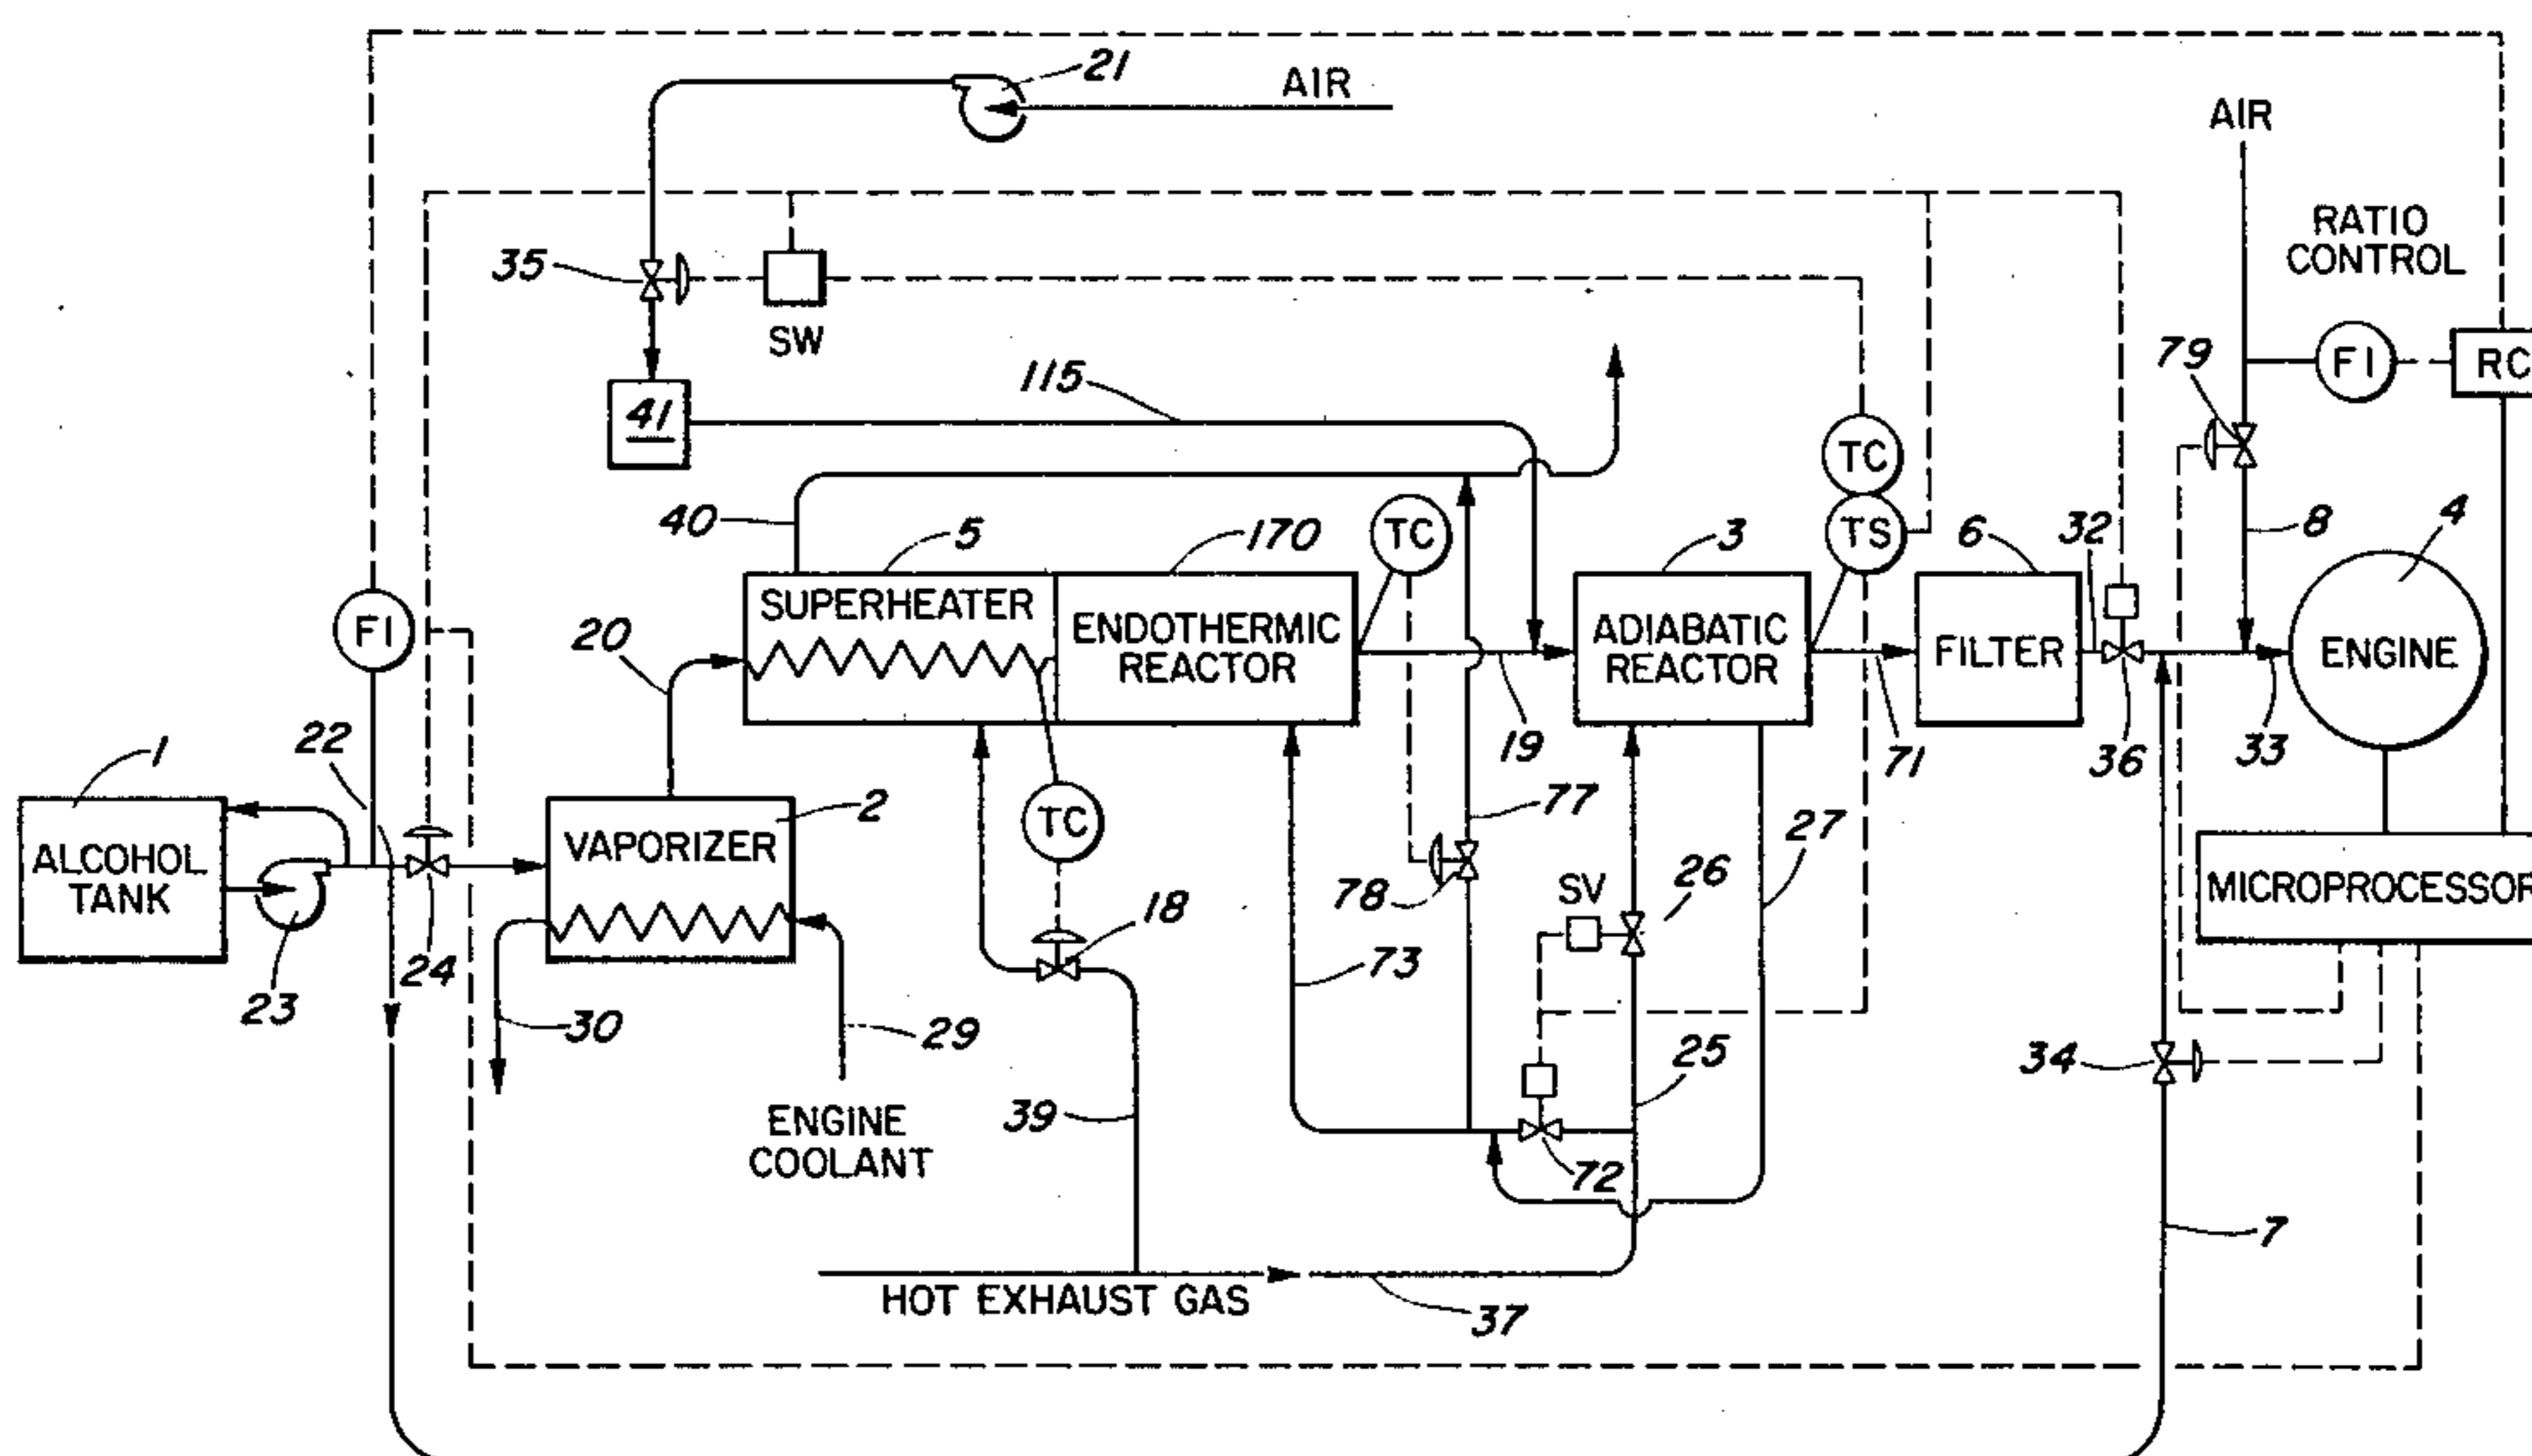 21
AIR
AIR
RATIO
CONTROL
35
SW
79
FI
RC
115
41
TC
40
5
170
TC
3
TS
6
32
8
4
SUPERHEATER
ENDOTHERMIC
REACTOR
ADIABATIC
REACTOR
FILTER
ENGINE
FI
20
22
19
71
36
33
1
2
TC
77
27
ALCOHOL
TANK
VAPORIZER
78
SV
26
MICROPROCESSOR
18
23
24
73
30
29
25
34
ENGINE
COOLANT
39
72
7
HOT EXHAUST GAS
37